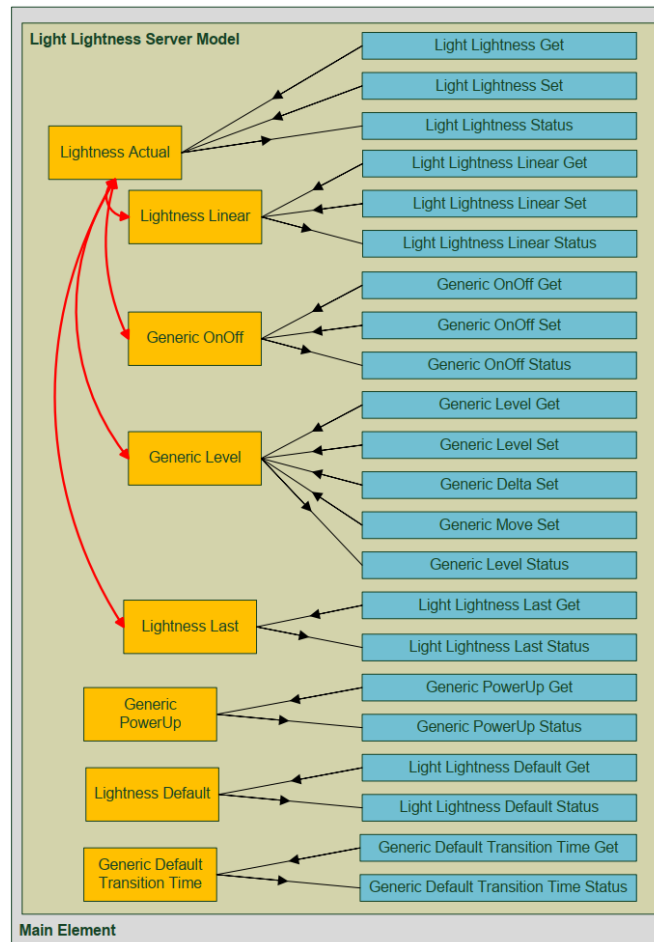 Light Lightness Server Model
Light Lightness Get
Light Lightness Set
Light Lightness Status
Lightness Actual
Light Lightness Linear Get
Light Lightness Linear Set
Light Lightness Linear Status
Lightness Linear
Generic OnOff Get
Generic OnOff Set
Generic OnOff Status
Generic OnOff
Generic Level Get
Generic Level Set
Generic Delta Set
Generic Move Set
Generic Level Status
Generic Level
Light Lightness Last Get
Light Lightness Last Status
Lightness Last
Generic PowerUp Get
Generic PowerUp Status
Generic
PowerUp
Light Lightness Default Get
Light Lightness Default Status
Lightness Default
Generic Default Transition Time Get
Generic Default Transition Time Status
Generic Default
Transition Time
Main Element